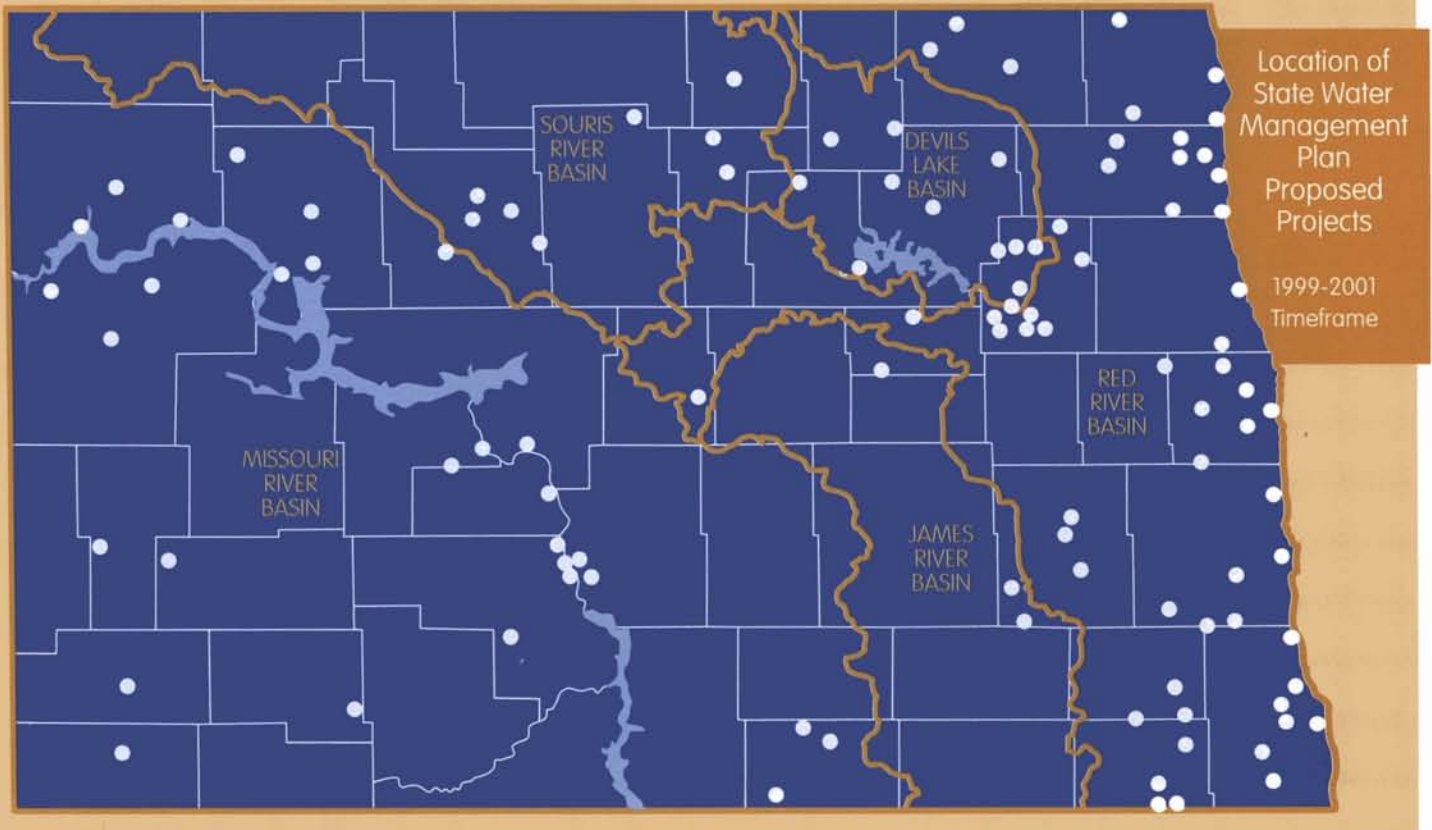 Location of
State Water
Management
Plan
Proposed
Projects
1999-2001
Timeframe
SOURIS
RIVER
BASIN
DEVILS
LAKE
BASIN
RED
RIVER
BASIN
MISSOURI
RIVER
BASIN
JAMES
RIVER
BASIN